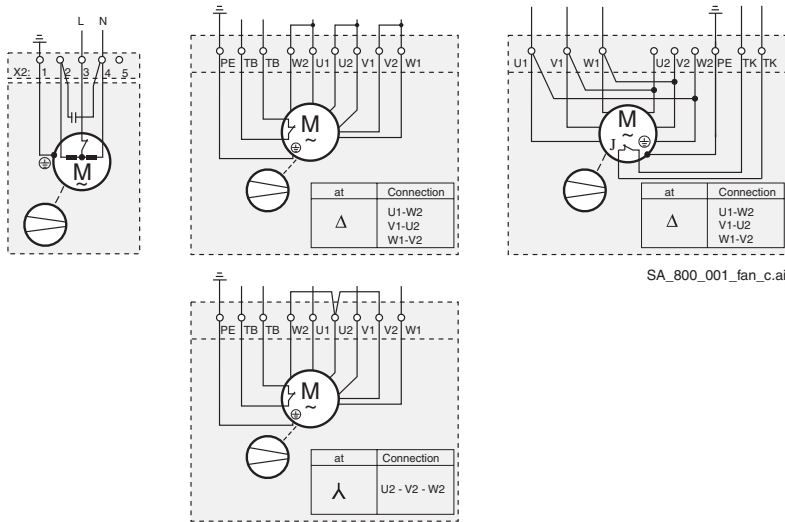 L N
X2: 1 2 3 4 5
M
~
PE TB TB W2 U1 U2 V1 V2 W1
M
~
at Connection
Δ U1-W2
V1-U2
W1-V2
U1 V1 W1 U2 V2 W2 PE TK TK
M
~
J
at Connection
Δ U1-W2
V1-U2
W1-V2
SA_800_001_fan_c.ai
PE TB TB W2 U1 U2 V1 V2 W1
M
~
at Connection
U2 - V2 - W2